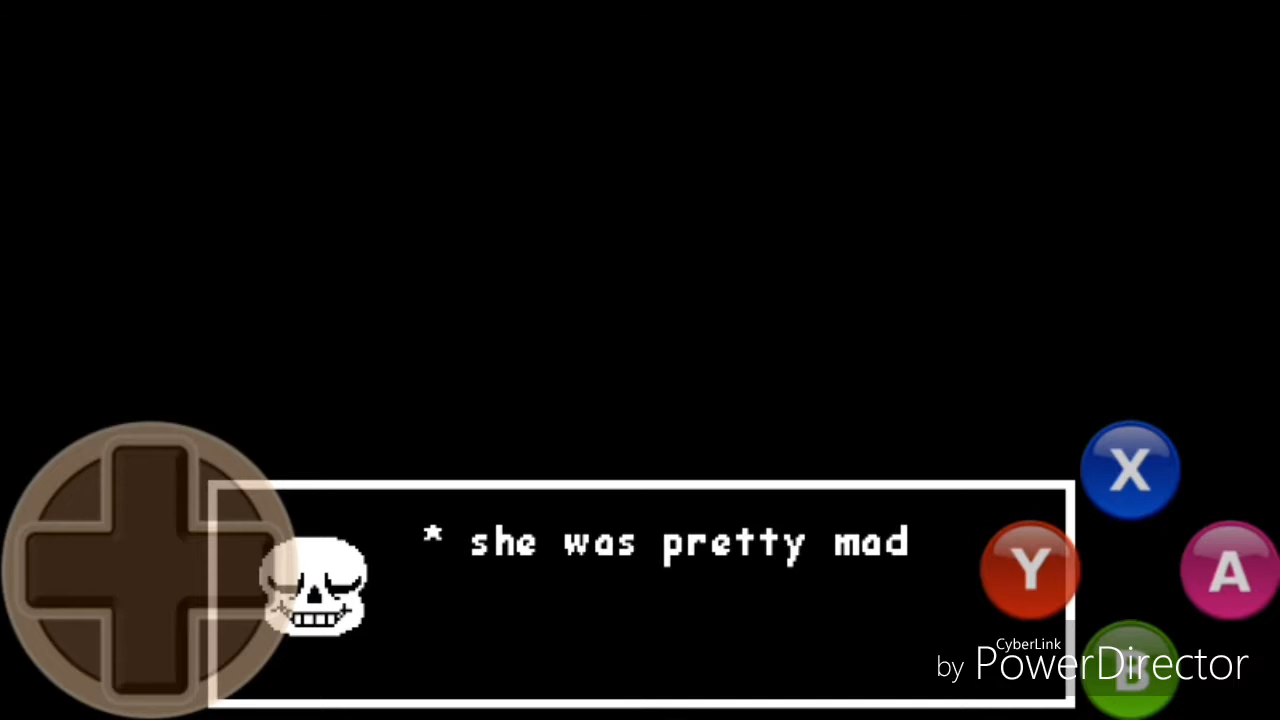 * she was pretty mad
X
Y
A
B
CyberLink
by PowerDirector